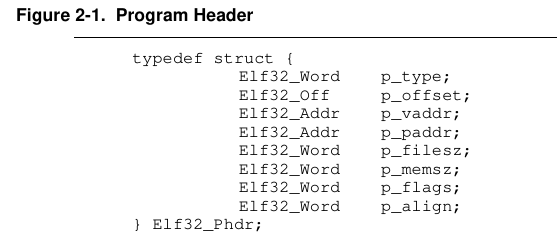 Figure 2-1. Program Header
typedef struct {
Elf32_Word p_type;
Elf32_Off p_offset;
Elf32_Addr p_vaddr;
Elf32_Addr p_paddr;
Elf32_Word p_filesz;
Elf32_Word p_memsz;
Elf32_Word p_flags;
Elf32_Word p_align;
} Elf32_Phdr;